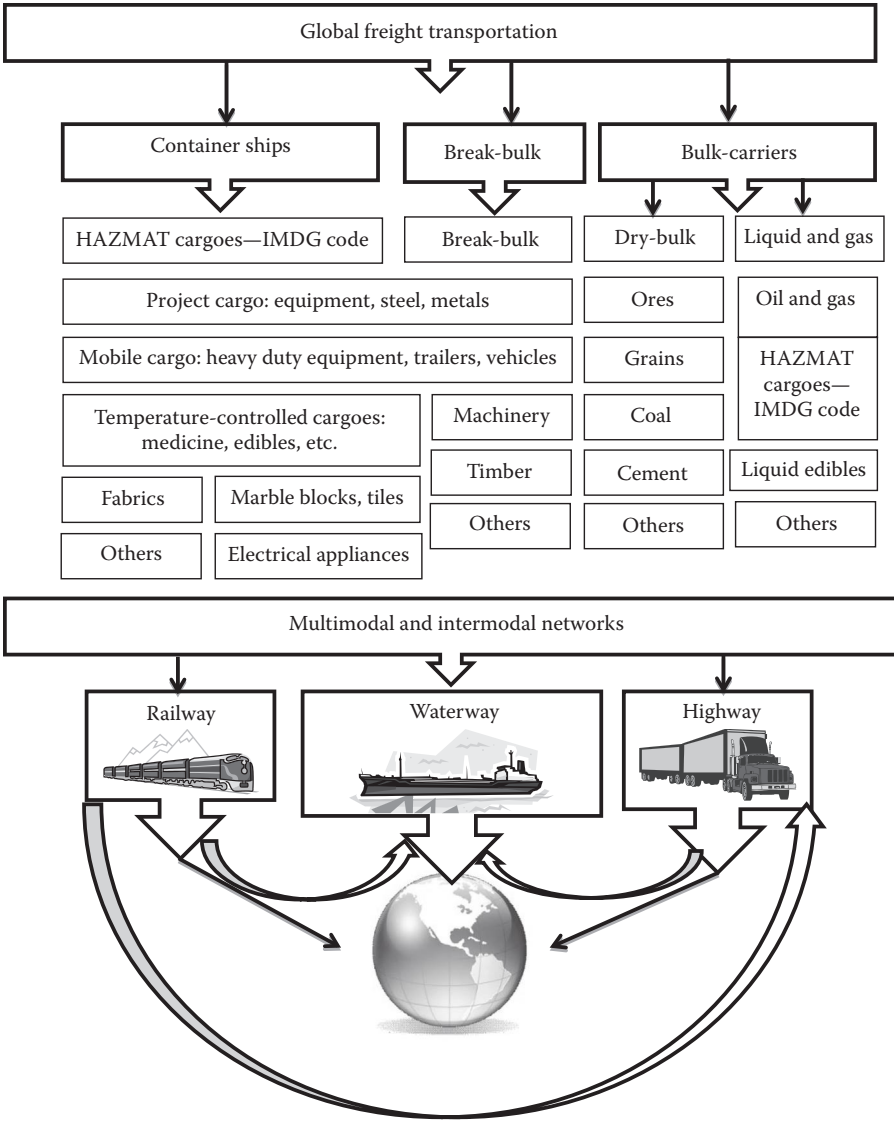 Global freight transportation
Container ships
Break-bulk
Bulk-carriers
HAZMAT cargoes—IMDG code
Break-bulk
Dry-bulk
Liquid and gas
Project cargo: equipment, steel, metals
Ores
Oil and gas
Mobile cargo: heavy duty equipment, trailers, vehicles
Grains
HAZMAT
cargoes—
IMDG code
Temperature-controlled cargoes:
medicine, edibles, etc.
Machinery
Coal
Timber
Cement
Liquid edibles
Fabrics
Marble blocks, tiles
Others
Others
Others
Others
Electrical appliances
Multimodal and intermodal networks
Railway
Waterway
Highway